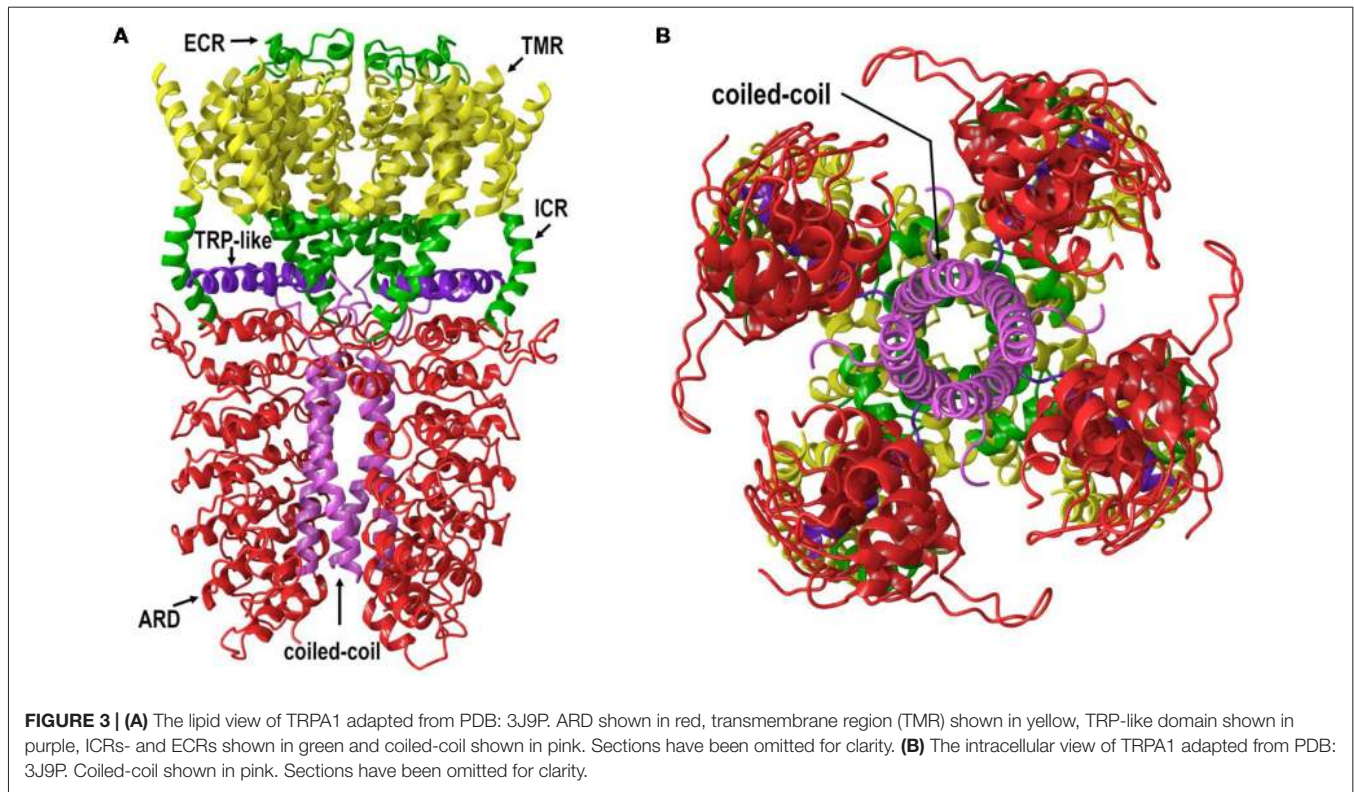 A
ECR
TMR
TRP-like
ICR
ARD
coiled-coil
B
coiled-coil
FIGURE 3 | (A) The lipid view of TRPA1 adapted from PDB: 3J9P. ARD shown in red, transmembrane region (TMR) shown in yellow, TRP-like domain shown in
purple, ICRs- and ECRs shown in green and coiled-coil shown in pink. Sections have been omitted for clarity. (B) The intracellular view of TRPA1 adapted from PDB:
3J9P. Coiled-coil shown in pink. Sections have been omitted for clarity.